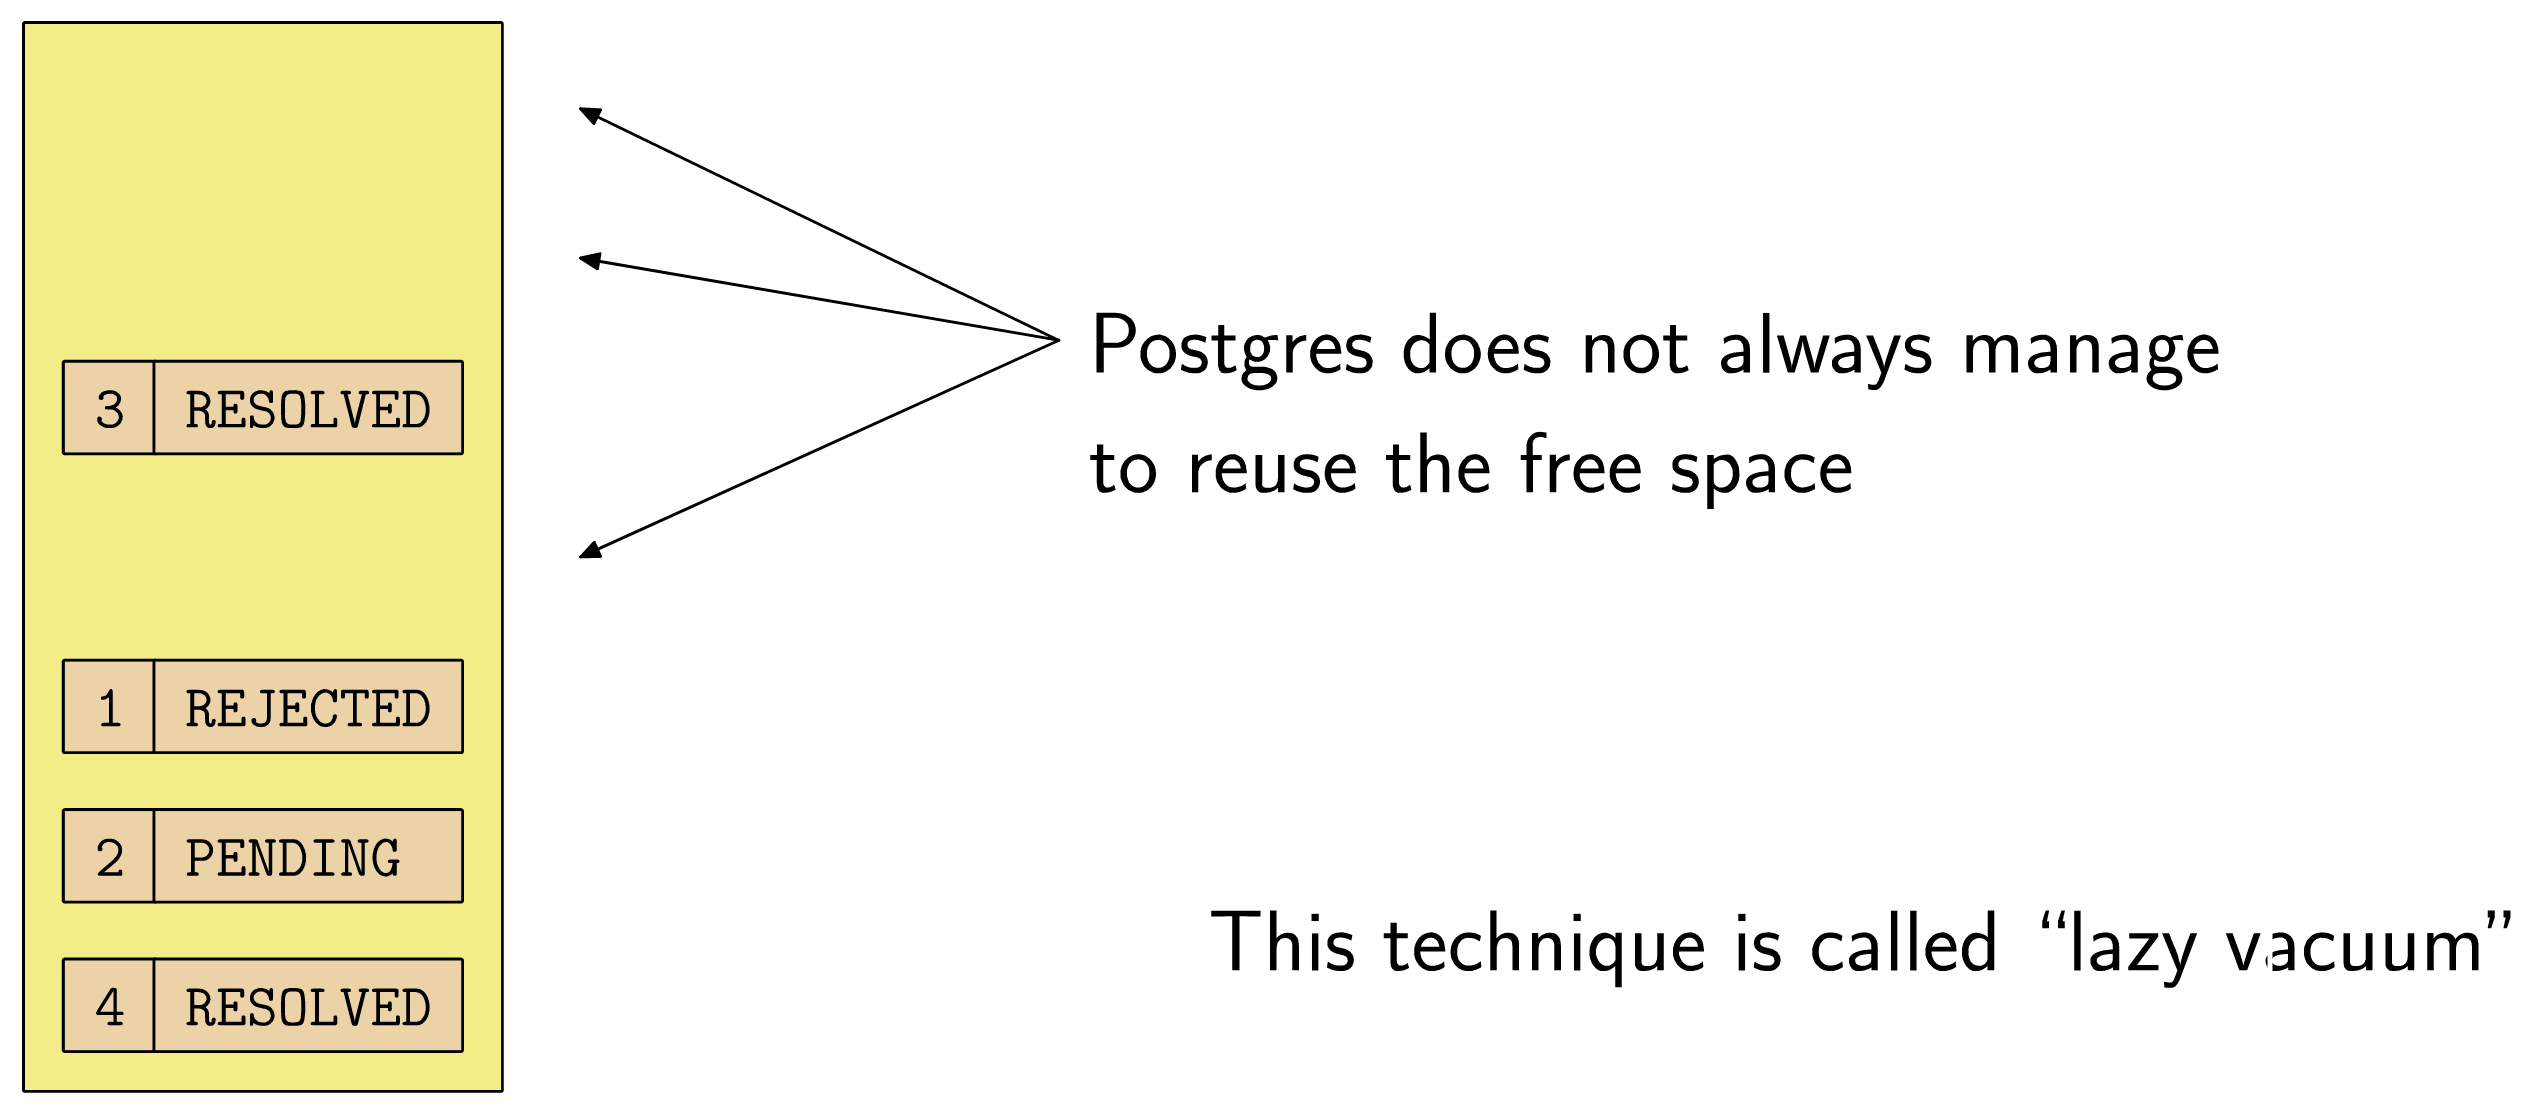 3 RESOLVED
1 REJECTED
2 PENDING
4 RESOLVED
Postgres does not always manage
to reuse the free space
This technique is called “lazy vacuum”